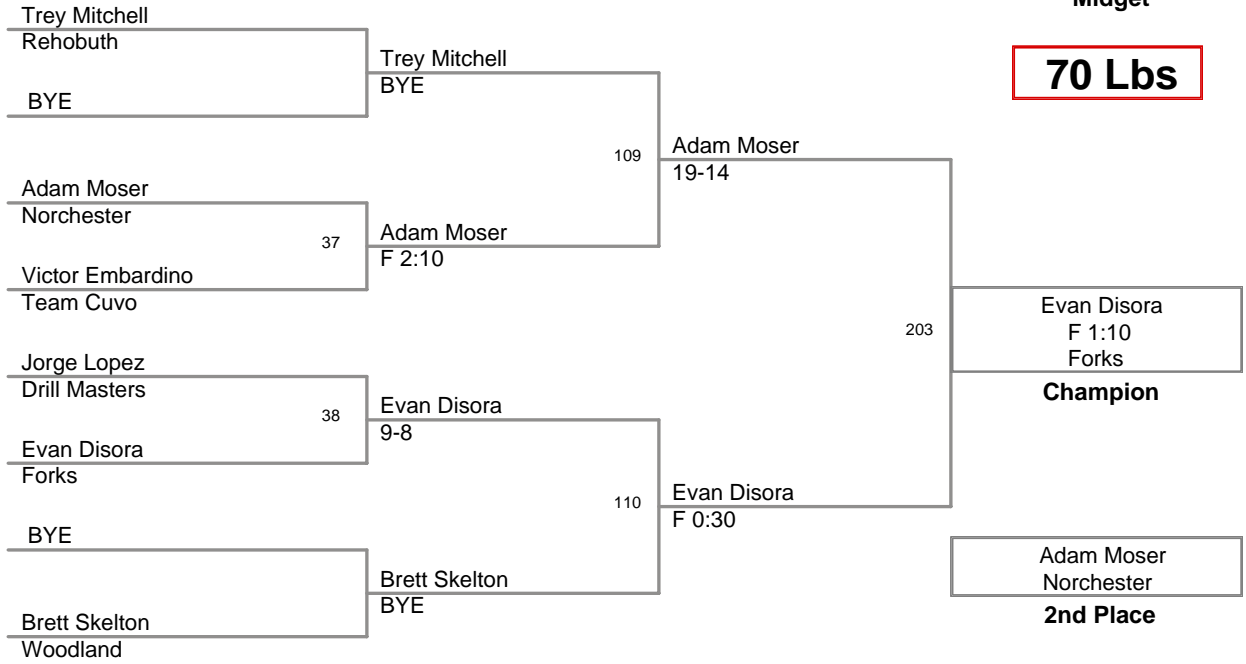 Midget
70 Lbs
Trey Mitchell
Rehobuth
BYE
Adam Moser
Norchester
37
Victor Embardino
Team Cuvo
Jorge Lopez
Drill Masters
38
Evan Disora
Forks
BYE
Brett Skelton
Woodland
Trey Mitchell
BYE
109
Adam Moser
F 2:10
Evan Disora
9-8
110
Brett Skelton
BYE
Adam Moser
19-14
203
Evan Disora
F 0:30
Evan Disora
F 1:10
Forks
Champion
Adam Moser
Norchester
2nd Place